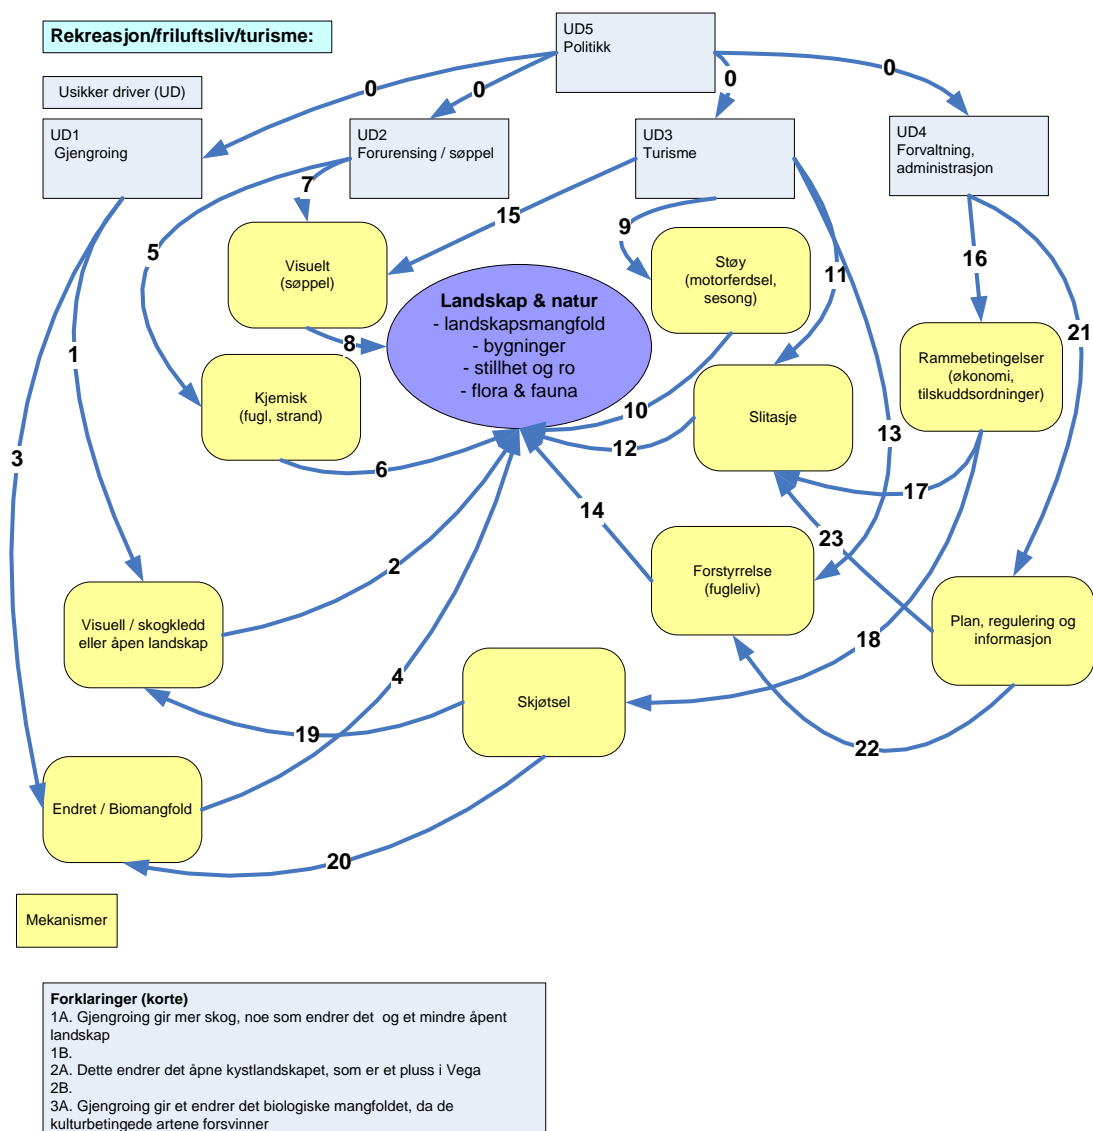 Rekreasjon/friluftsliv/turisme:
UD5
Politikk
Usikker driver (UD)
0
0
0
0
UD1
Gjengroing
UD2
Forurensing / søppel
UD3
Turisme
UD4
Forvaltning,
administrasjon
7
15
9
5
11
16
21
1
3
13
Visuelt
(søppel)
8
Landskap & natur
- landskapsmangfold
- bygninger
- stillhet og ro
- flora & fauna
Støy
(motorferdsel,
sesong)
Rammebetingelser
(økonomi,
tilskuddsordninger)
Kjemisk
(fugl, strand)
10
Slitasje
6
12
17
14
23
2
Forstyrrelse
(fugleliv)
Visuell / skogkledd
eller åpen landskap
Plan, regulering og
informasjon
18
4
Skjøtsel
19
22
Endret / Biomangfold
20
Mekanismer
Forklaringer (korte)
1A. Gjengroing gir mer skog, noe som endrer det  og et mindre åpent
landskap
1B.
2A. Dette endrer det åpne kystlandskapet, som er et pluss i Vega
2B.
3A. Gjengroing gir et endrer det biologiske mangfoldet, da de
kulturbetingede artene forsvinner